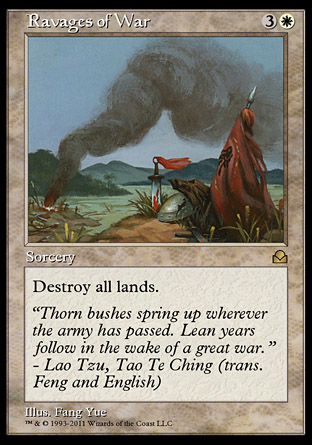 Ravages of War 3
Sorcery
Destroy all lands.
“Thorn bushes spring up wherever
the army has passed. Lean years
follow in the wake of a great war.”
- Lao Tzu, Tao Te Ching (trans.
Feng and English)
Illus. Fang Yue
™ & © 1993-2011 Wizards of the Coast LLC